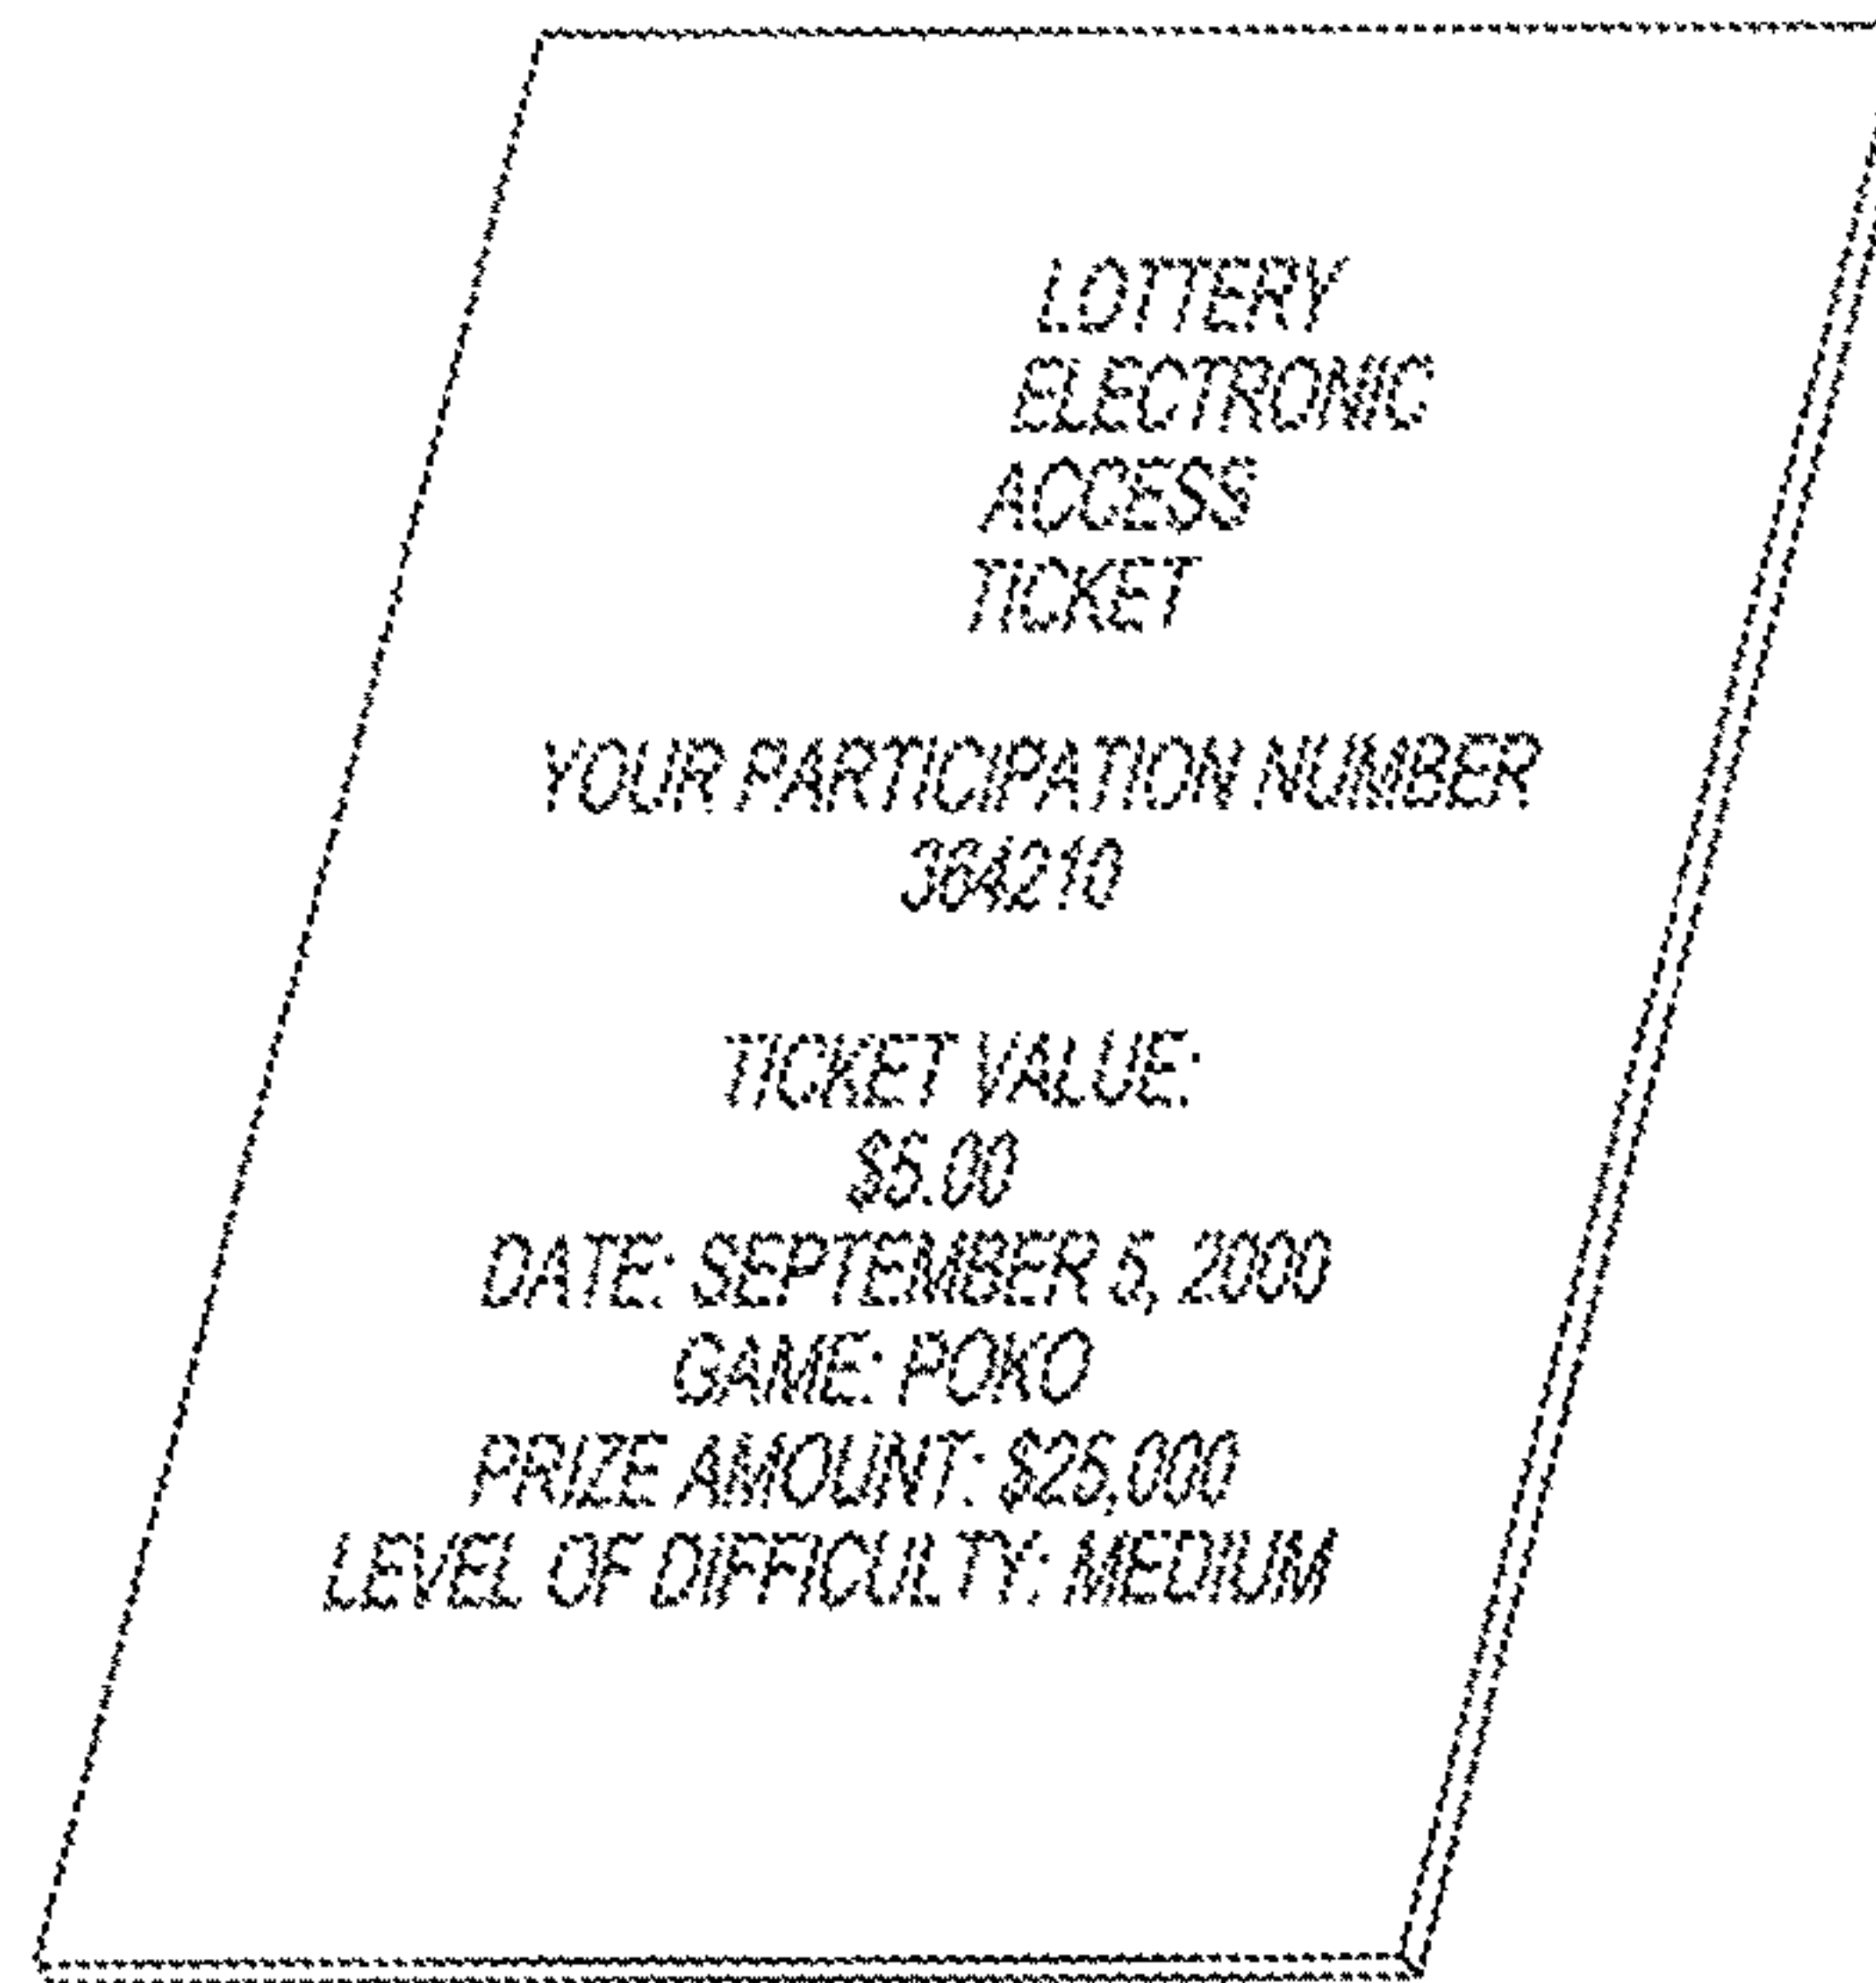 LOTTERY
ELECTRONIC
ACCESS
TICKET
YOUR PARTICIPATION NUMBER
364210
TICKET VALUE:
$5.00
DATE: SEPTEMBER 5, 2000
GAME: POKO
PRIZE AMOUNT: $25,000
LEVEL OF DIFFICULTY: MEDIUM